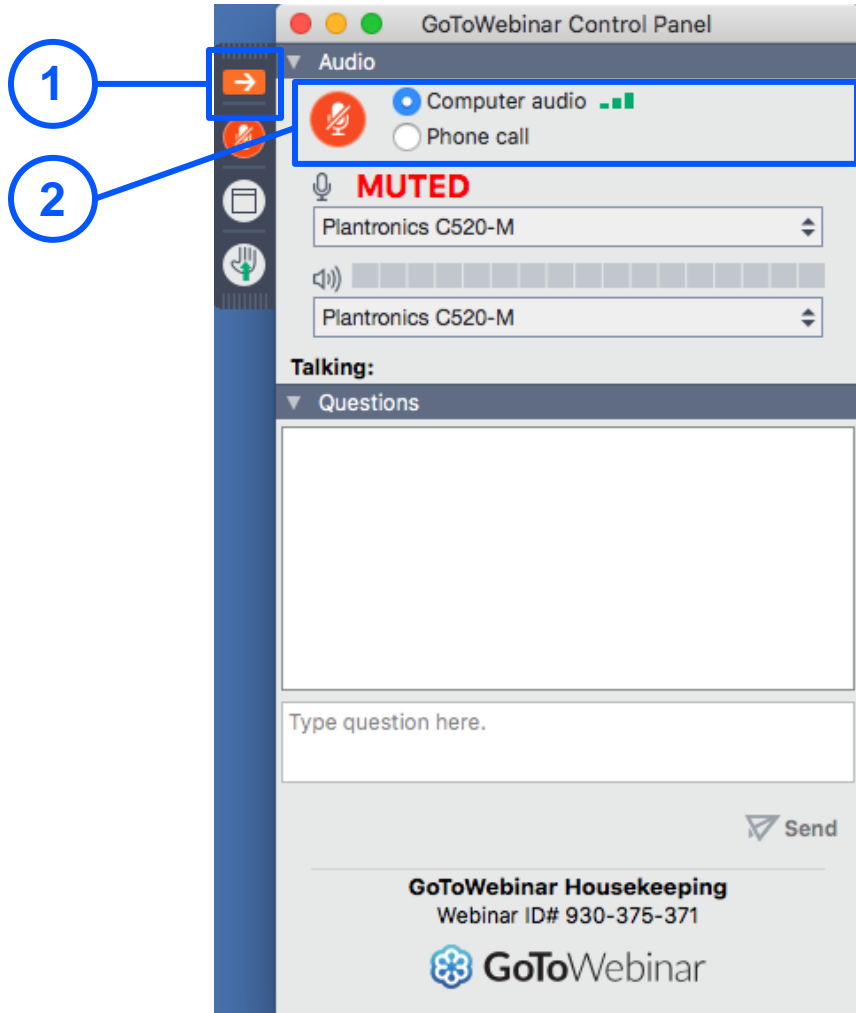 GoToWebinar Control Panel
Audio
1
Computer audio
Phone call
2
MUTED
Plantronics C520-M
Plantronics C520-M
Talking:
Questions
Type question here.
Send
GoToWebinar Housekeeping
Webinar ID# 930-375-371
GoToWebinar